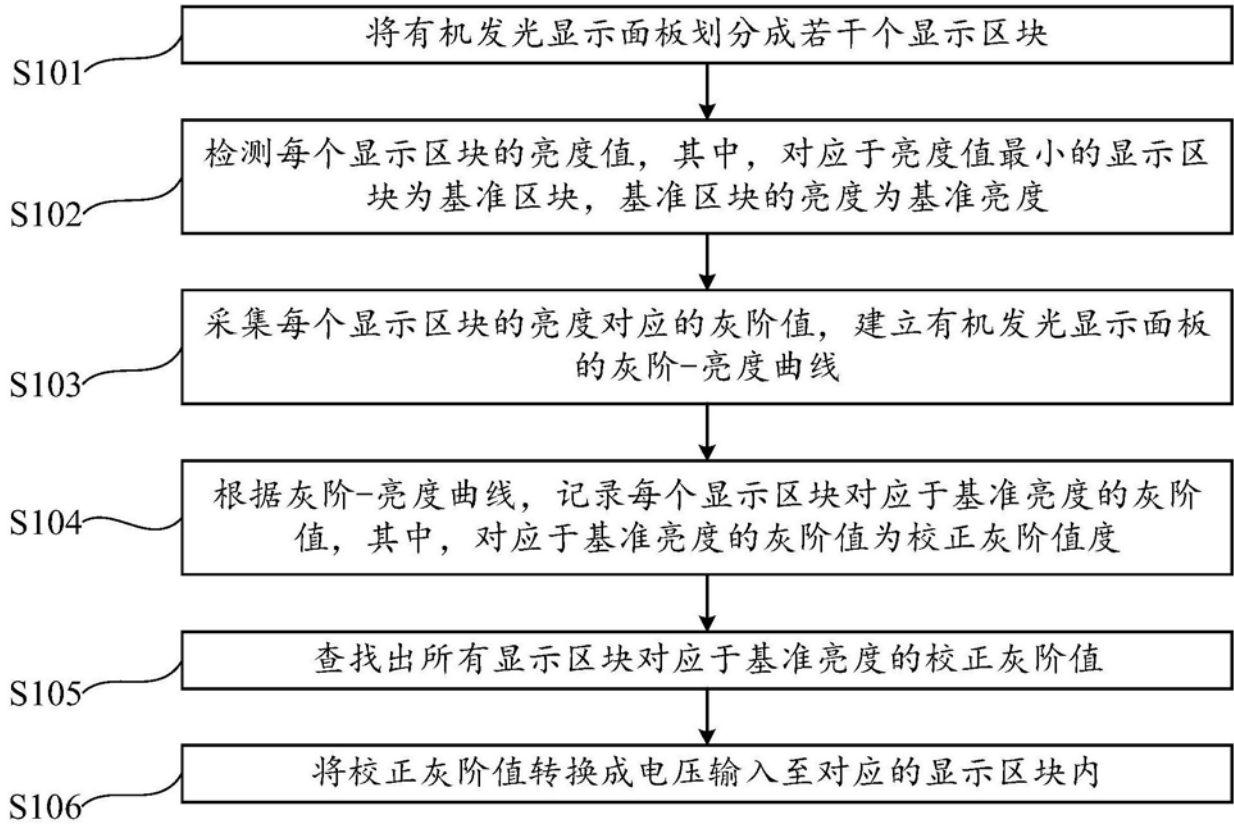 将有机发光显示面板划分成若干个显示区块
S101
检测每个显示区块的亮度值，其中，对应于亮度值最小的显示区
块为基准区块，基准区块的亮度为基准亮度
S102
采集每个显示区块的亮度对应的灰阶值，建立有机发光显示面板
的灰阶-亮度曲线
S103
根据灰阶-亮度曲线，记录每个显示区块对应于基准亮度的灰阶
值，其中，对应于基准亮度的灰阶值为校正灰阶值度
S104
查找出所有显示区块对应于基准亮度的校正灰阶值
S105
将校正灰阶值转换成电压输入至对应的显示区块内
S106